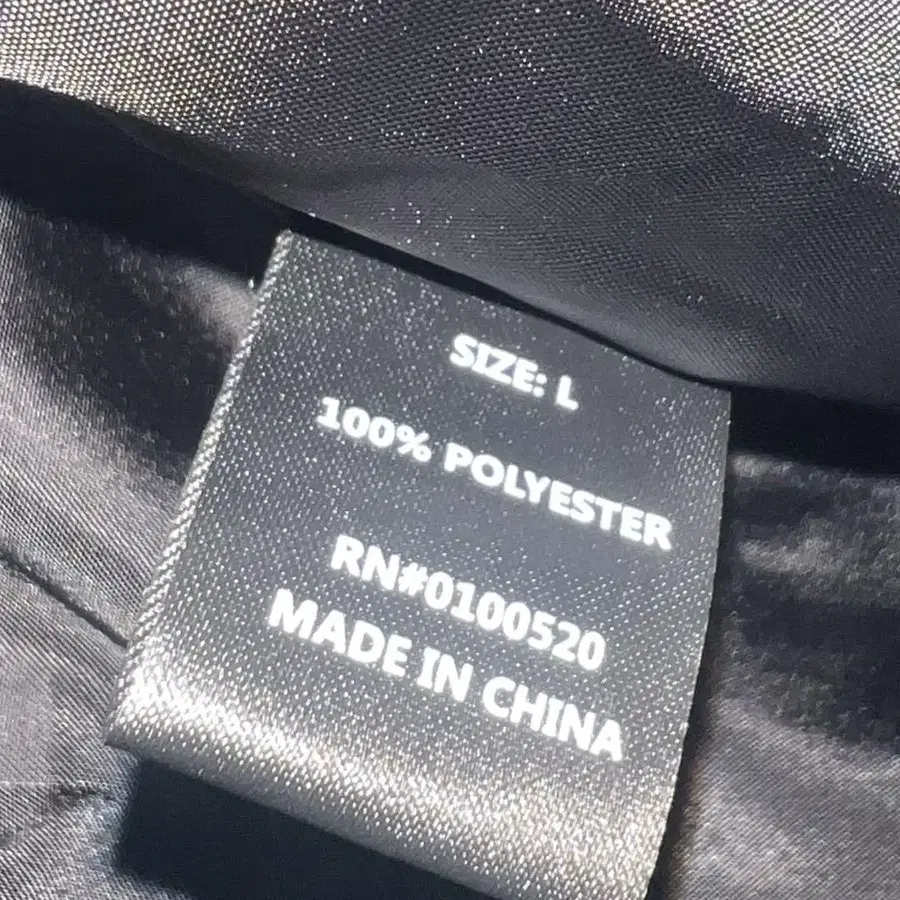 SIZE: L
100% POLYESTER
RN#0100520
MADE IN CHINA